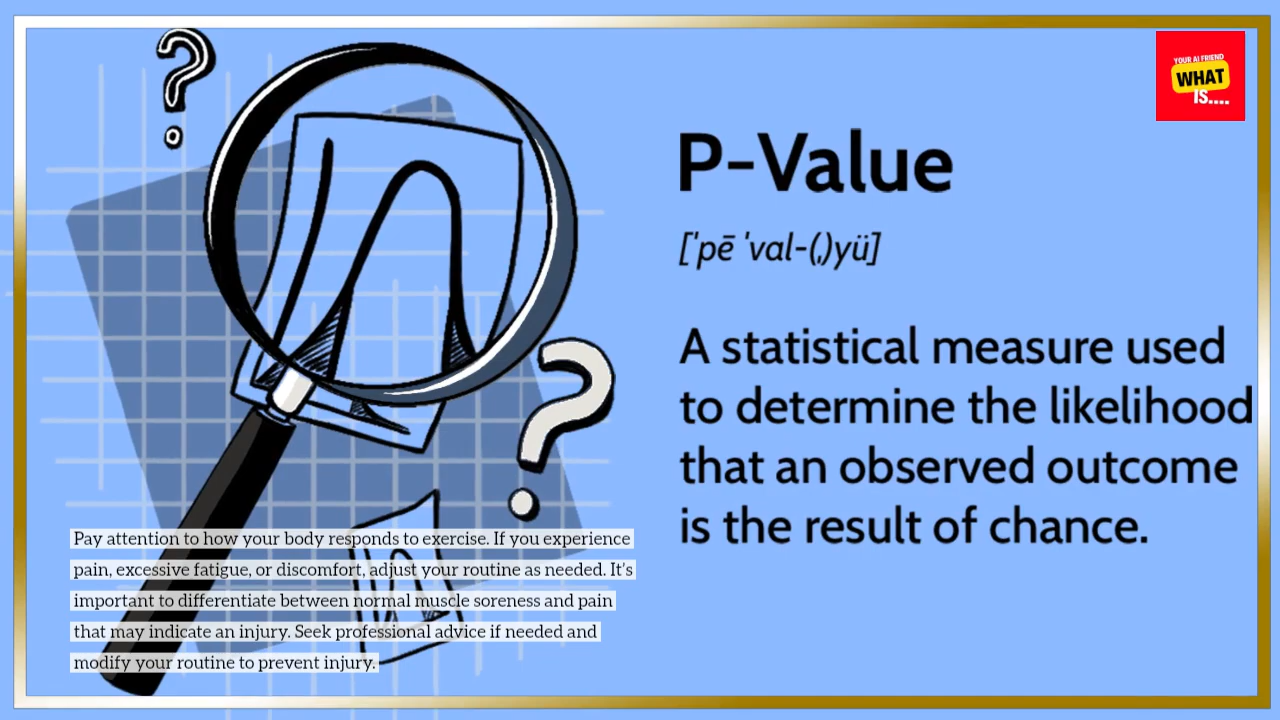 YOUR AI FRIEND
WHAT
IS....
P-Value
[ˈpē ˈval-(ˌ)yü]
A statistical measure used
to determine the likelihood
that an observed outcome
is the result of chance.
Pay attention to how your body responds to exercise. If you experience
pain, excessive fatigue, or discomfort, adjust your routine as needed. It’s
important to differentiate between normal muscle soreness and pain
that may indicate an injury. Seek professional advice if needed and
modify your routine to prevent injury.